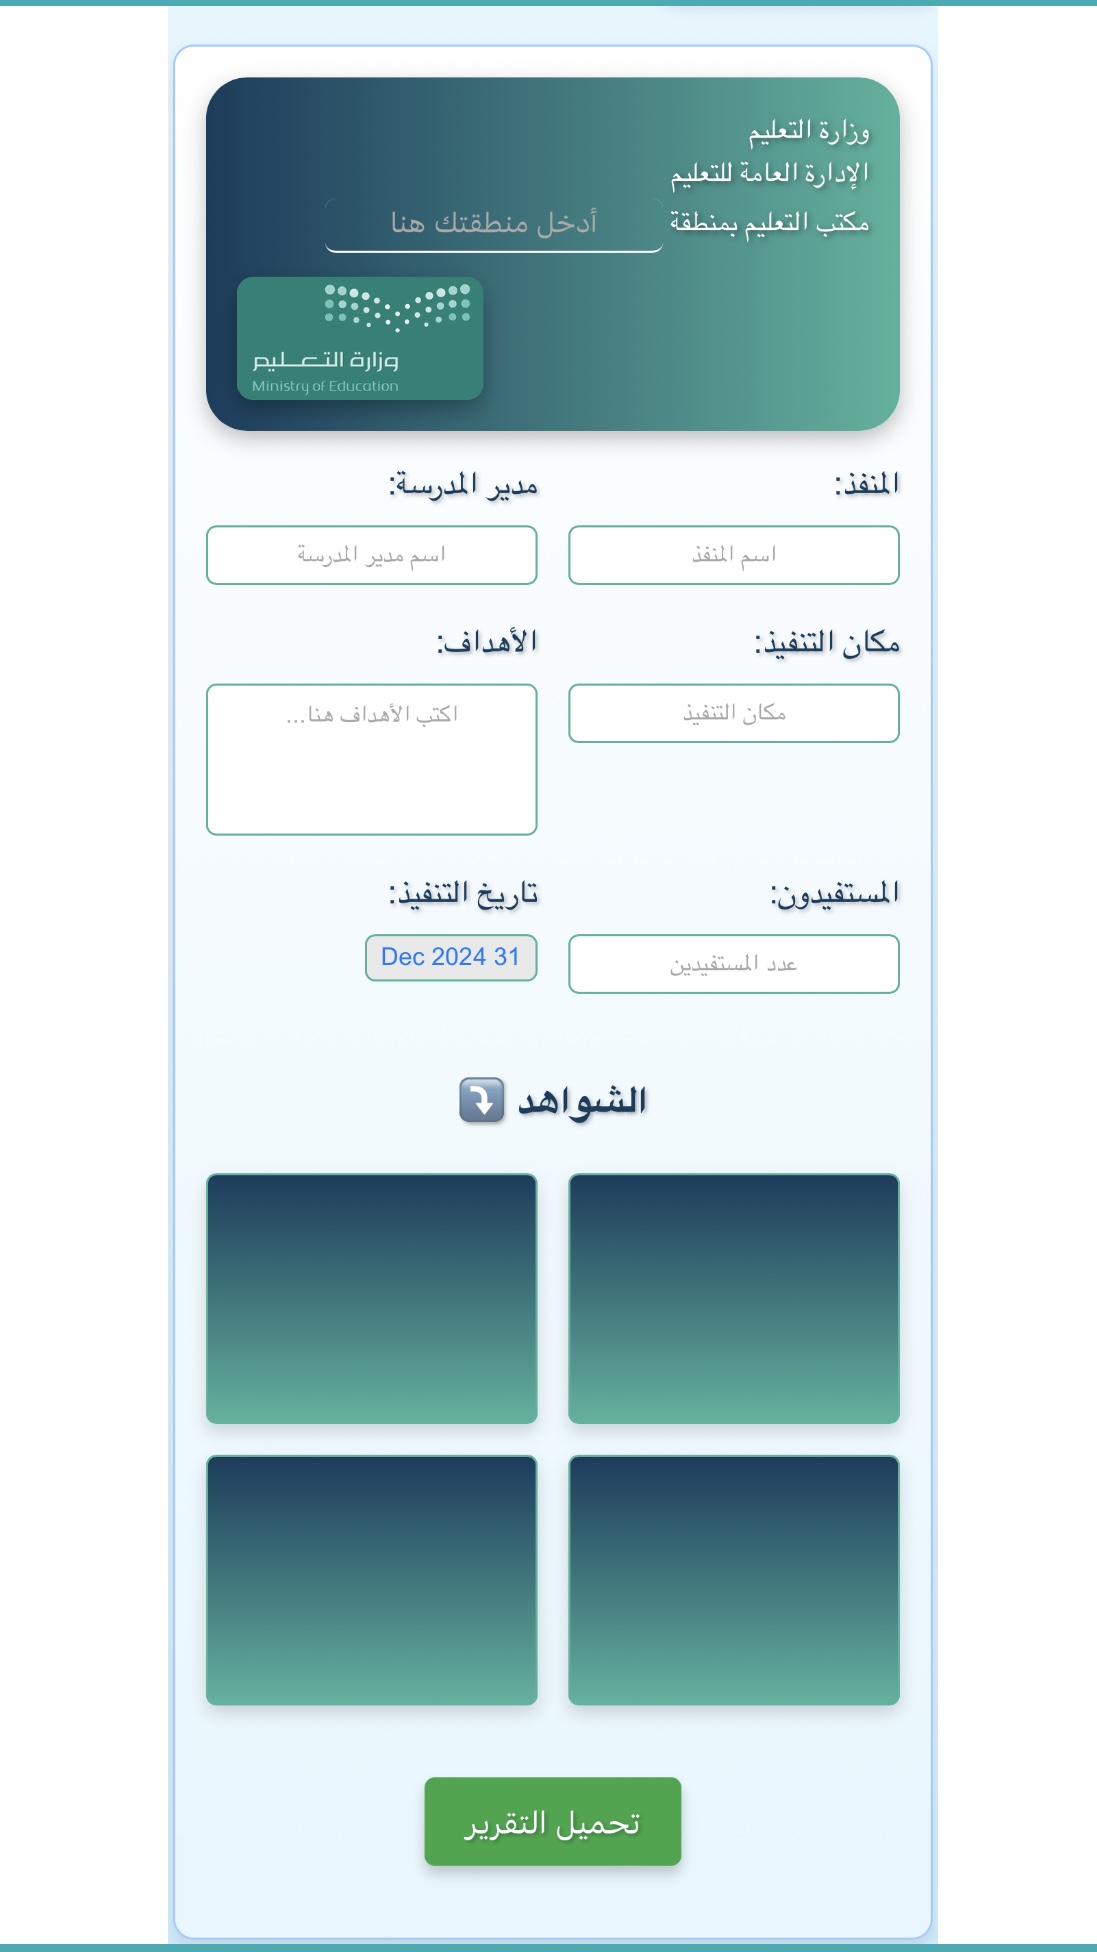 وزارة التعليم
الإدارة العامة للتعليم
مكتب التعليم بمنطقة أدخل منطقتك هنا
وزارة التعليم
Ministry of Education
المنفذ:
اسم المنفذ
مدير المدرسة:
اسم مدير المدرسة
مكان التنفيذ:
مكان التنفيذ
الأهداف:
اكتب الأهداف هنا...
المستفيدون:
عدد المستفيدين
تاريخ التنفيذ:
31 Dec 2024
الشواهد ⤵️
تحميل التقرير